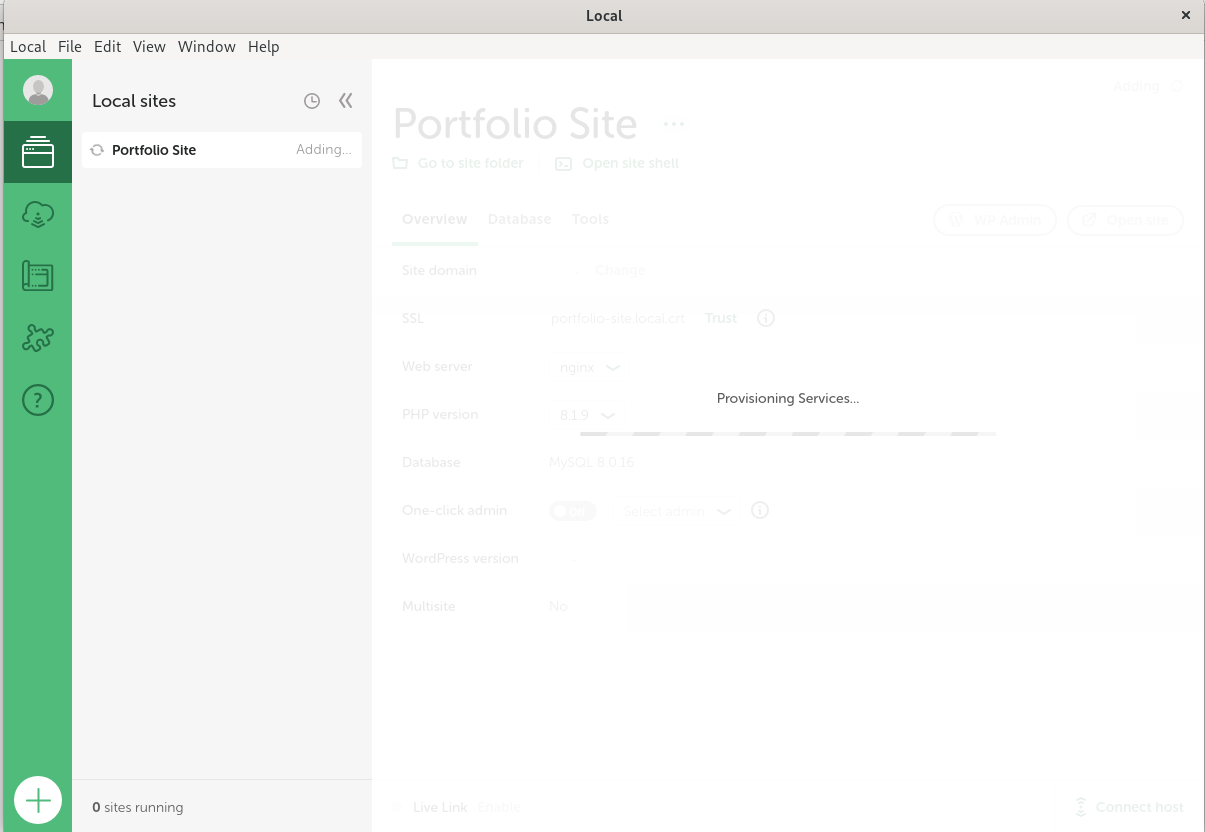 Local
Local File Edit View Window Help
Local sites
Portfolio Site Adding...
0 sites running
Adding
Portfolio Site ...
Go to site folder Open site shell
Overview Database Tools WP Admin Open site
Site domain Change
SSL portfolio-site.local.crt Trust
Web server nginx
Provisioning Services...
PHP version 8.1.9
Database MySQL 8.0.16
One-click admin Off Select admin
WordPress version
Multisite No
Live Link Enable Connect host